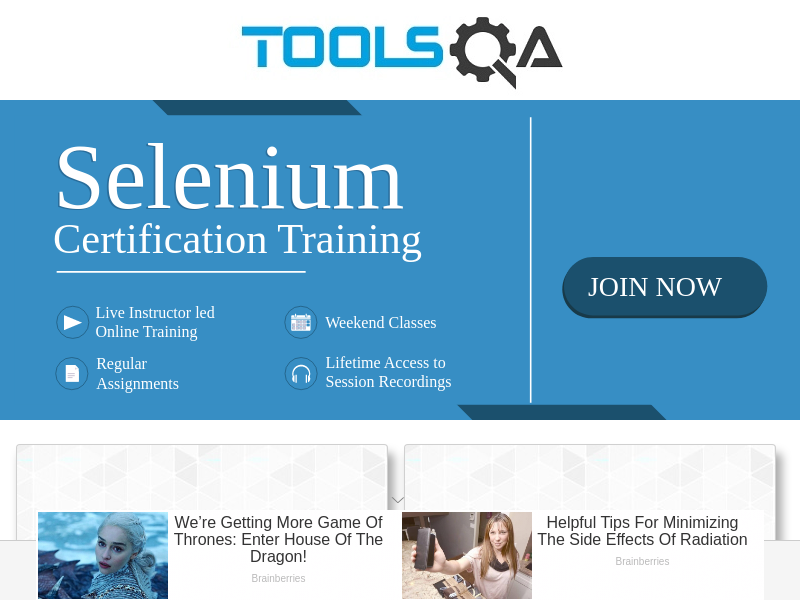 TOOLSQA
Selenium
Certification Training
JOIN NOW
Live Instructor led
Online Training
Weekend Classes
Regular
Assignments
Lifetime Access to
Session Recordings
We’re Getting More Game Of
Thrones: Enter House Of The
Dragon!
Brainberries
Helpful Tips For Minimizing
The Side Effects Of Radiation
Brainberries